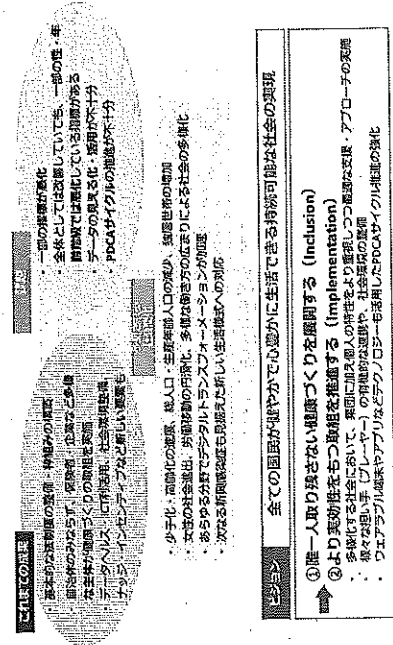 これまでの成果
・基本的な法制度の整備・枠組みの構築
・自治体のみならず、保険者・企業など多様
な主体が健康づくりの取組を実施
・データヘルス・ICT利活用、社会環境整備、
ナッジ・インセンティブなど新しい要素も
課題
・一部の指標が悪化
・全体としては改善していても、一部の性・年
齢階級では悪化している指標がある
・データの見える化・活用が不十分
・PDCAサイクルの推進が不十分
・少子化・高齢化の進展、総人口・生産年齢人口の減少、独居世帯の増加
・女性の社会進出、労働移動の円滑化、多様な働き方の広まりによる社会の多様化
・あらゆる分野でデジタルトランスフォーメーションが加速
・次なる新興感染症も見据えた新しい生活様式への対応
ビジョン
全ての国民が健やかで心豊かに生活できる持続可能な社会の実現
①誰一人取り残さない健康づくりを展開する（Inclusion）
②より実効性をもつ取組を推進する（Implementation）
・多様化する社会において、集団に加え個人の特性をより重視しつつ最適な支援・アプローチの実施
・様々な担い手（プレーヤー）の有機的な連携や、社会環境の整備
・ウェアラブル端末やアプリなどテクノロジーも活用したPDCAサイクル推進の強化